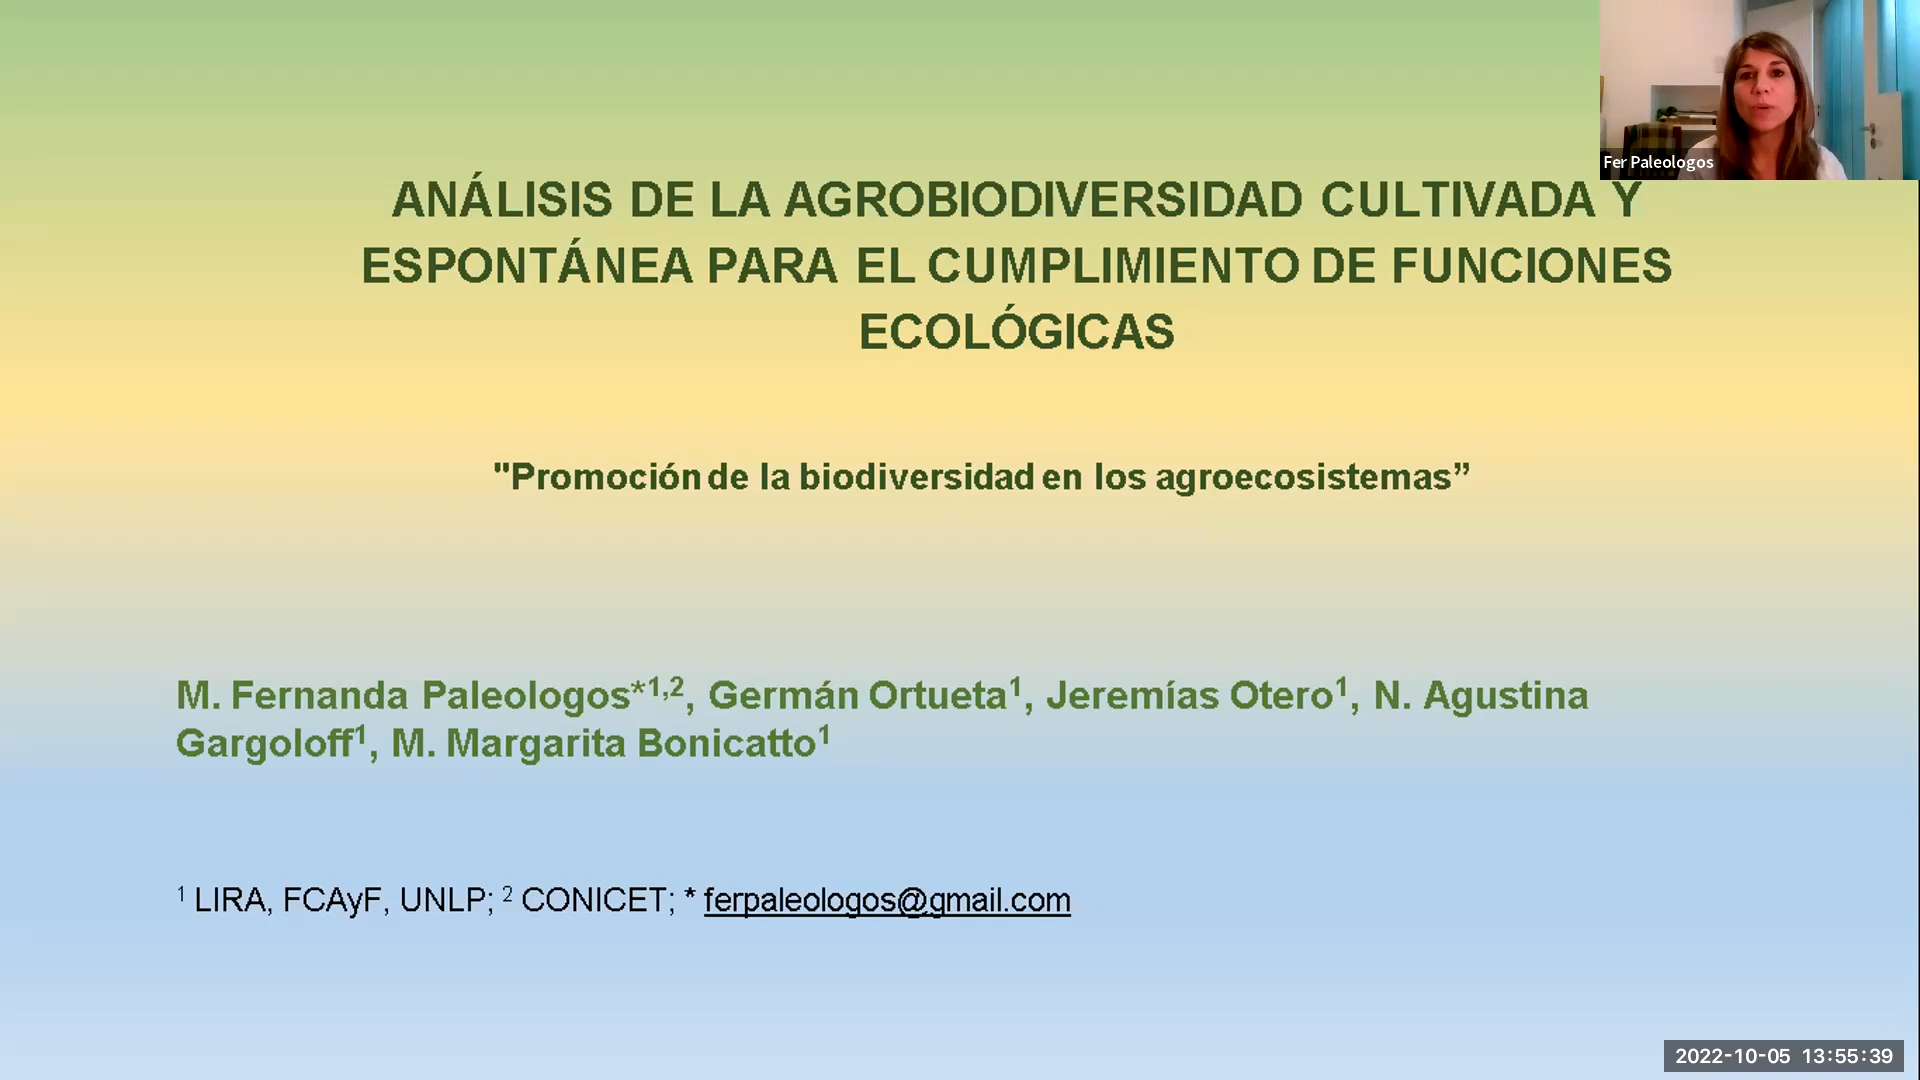 Fer Paleologos
ANÁLISIS DE LA AGROBIODIVERSIDAD CULTIVADA Y
ESPONTÁNEA PARA EL CUMPLIMIENTO DE FUNCIONES
ECOLÓGICAS
"Promoción de la biodiversidad en los agroecosistemas”
M. Fernanda Paleologos*1,2, Germán Ortueta1, Jeremías Otero1, N. Agustina
Gargoloff1, M. Margarita Bonicatto1
1 LIRA, FCAyF, UNLP; 2 CONICET; * ferpaleologos@gmail.com
2022-10-05 13:55:39